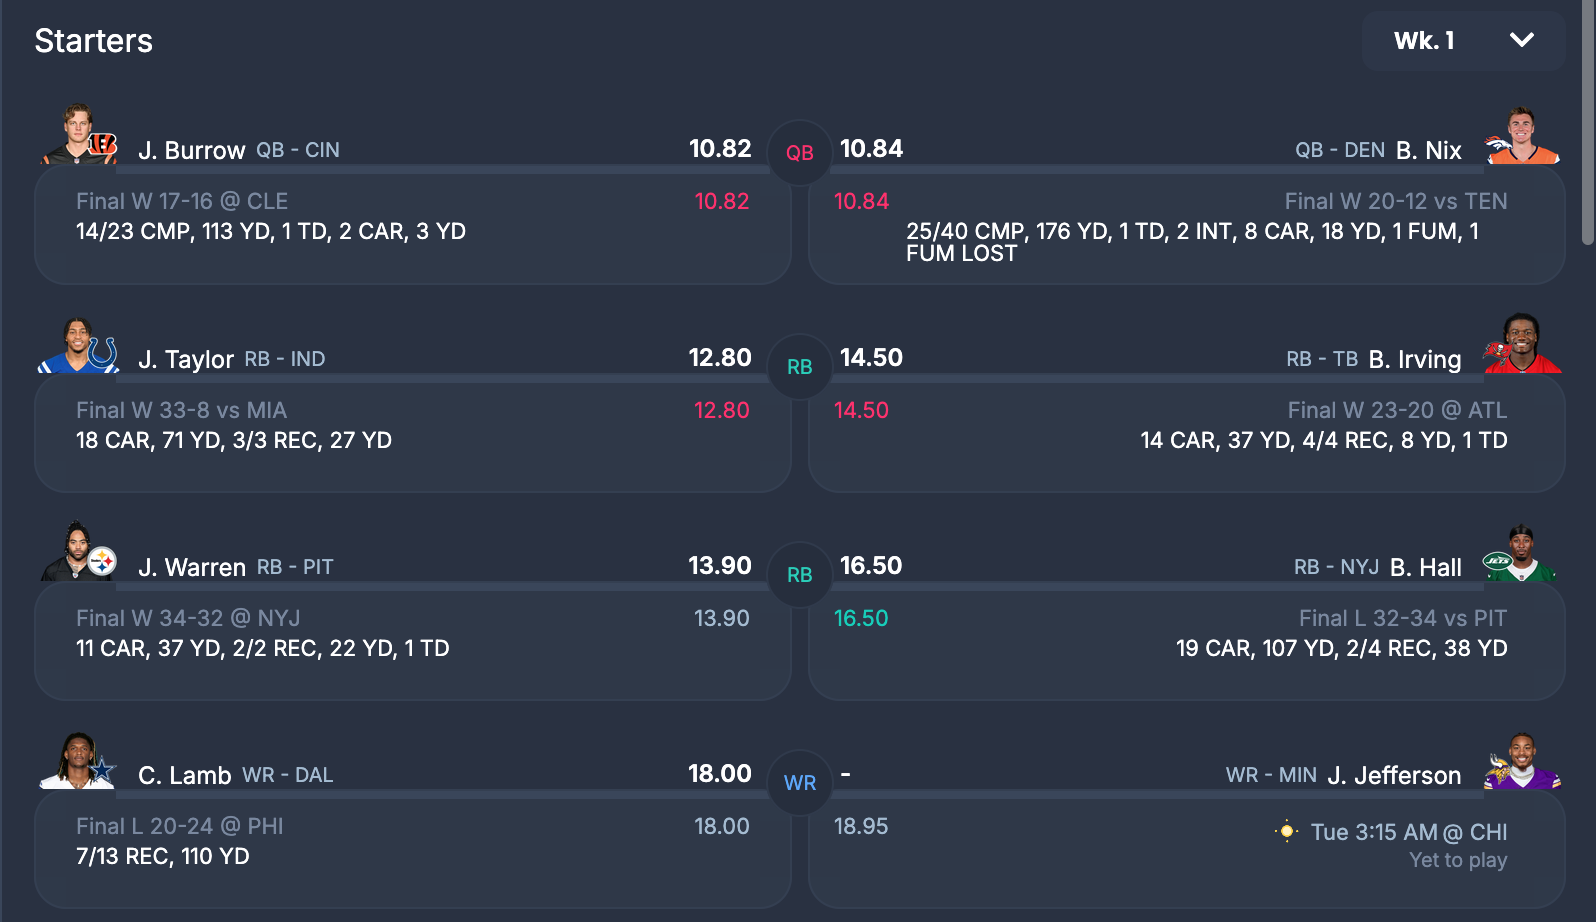 Starters
Wk. 1
J. Burrow QB - CIN
10.82
QB
10.84
QB - DEN B. Nix
Final W 17-16 @ CLE
10.82
14/23 CMP, 113 YD, 1 TD, 2 CAR, 3 YD
10.84
Final W 20-12 vs TEN
25/40 CMP, 176 YD, 1 TD, 2 INT, 8 CAR, 18 YD, 1 FUM, 1
FUM LOST
J. Taylor RB - IND
12.80
RB
14.50
RB - TB B. Irving
Final W 33-8 vs MIA
12.80
18 CAR, 71 YD, 3/3 REC, 27 YD
14.50
Final W 23-20 @ ATL
14 CAR, 37 YD, 4/4 REC, 8 YD, 1 TD
J. Warren RB - PIT
13.90
RB
16.50
RB - NYJ B. Hall
Final W 34-32 @ NYJ
13.90
11 CAR, 37 YD, 2/2 REC, 22 YD, 1 TD
16.50
Final L 32-34 vs PIT
19 CAR, 107 YD, 2/4 REC, 38 YD
JETS
C. Lamb WR - DAL
18.00
WR
-
WR - MIN J. Jefferson
Final L 20-24 @ PHI
18.00
7/13 REC, 110 YD
18.95
Tue 3:15 AM @ CHI
Yet to play